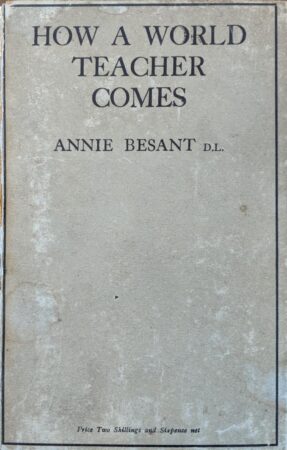 HOW A WORLD
TEACHER
COMES
ANNIE BESANT D.L.
Price Two Shillings and Sixpence net